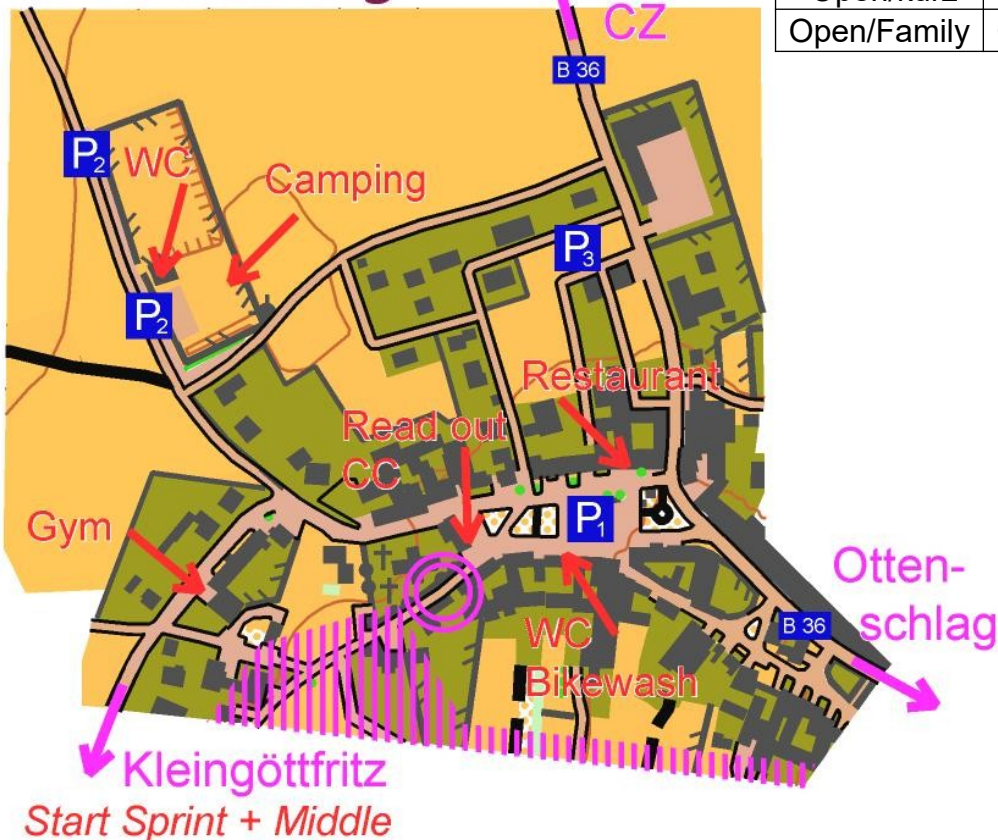 CZ
Open/Family
B 36
P2
WC
Camping
P3
P2
Restaurant
Read out
CC
P1
Gym
Otten-
schlag
B 36
WC
Bikewash
Kleingöttfritz
Start Sprint + Middle